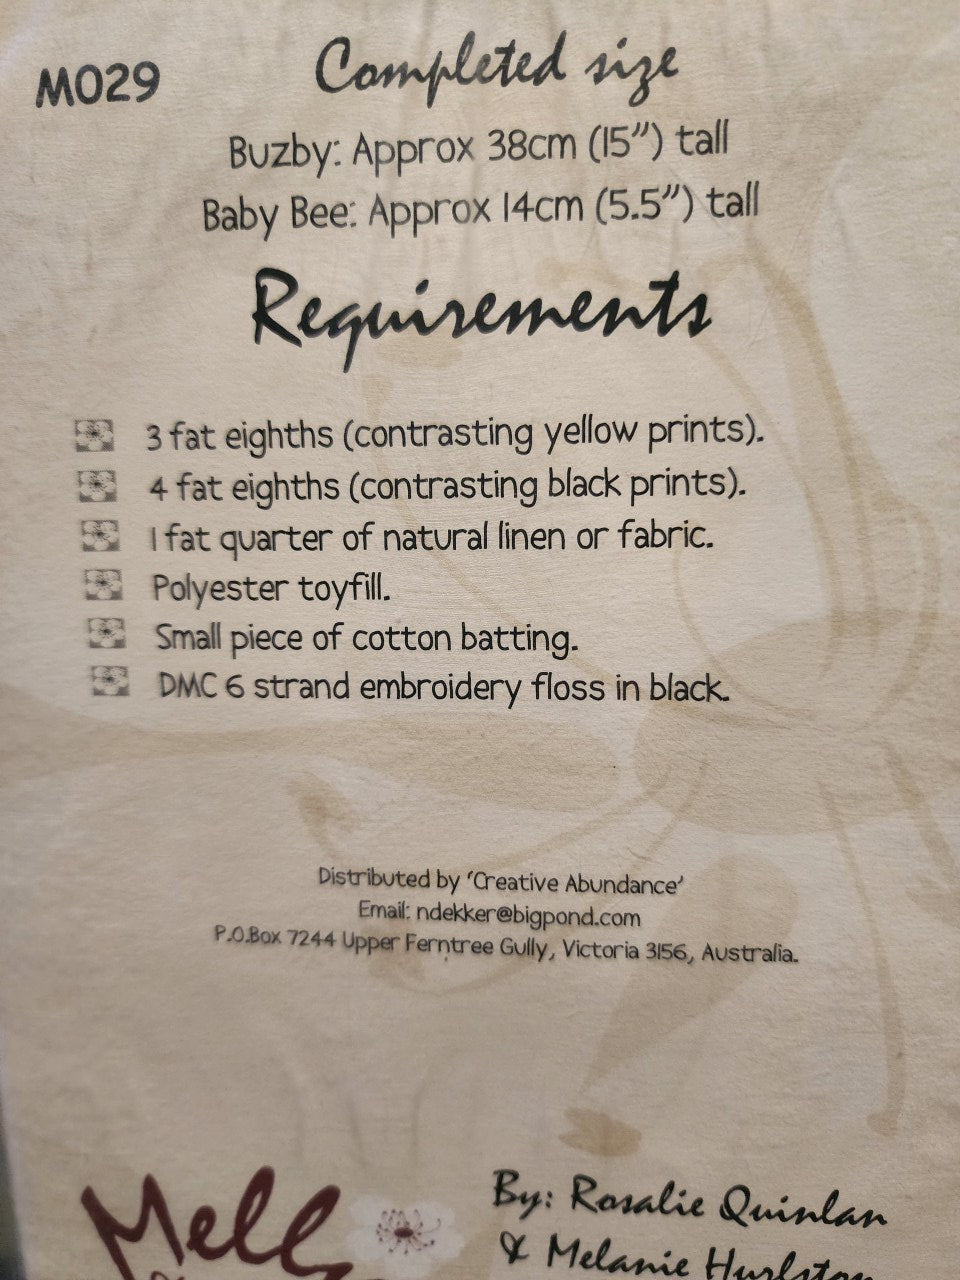 MO29
Completed size
Buzby: Approx 38cm (15") tall
Baby Bee: Approx 14cm (5.5") tall
Requirements
3 fat eighths (contrasting yellow prints).
4 fat eighths (contrasting black prints).
1 fat quarter of natural linen or fabric.
Polyester toyfill.
Small piece of cotton batting.
DMC 6 strand embroidery floss in black.
Distributed by 'Creative Abundance'
Email: ndekker@bigpond.com
P.O.Box 7244 Upper Ferntree Gully, Victoria 3156, Australia.
Mell
By: Rosalie Quinlan
& Melanie Hurlston